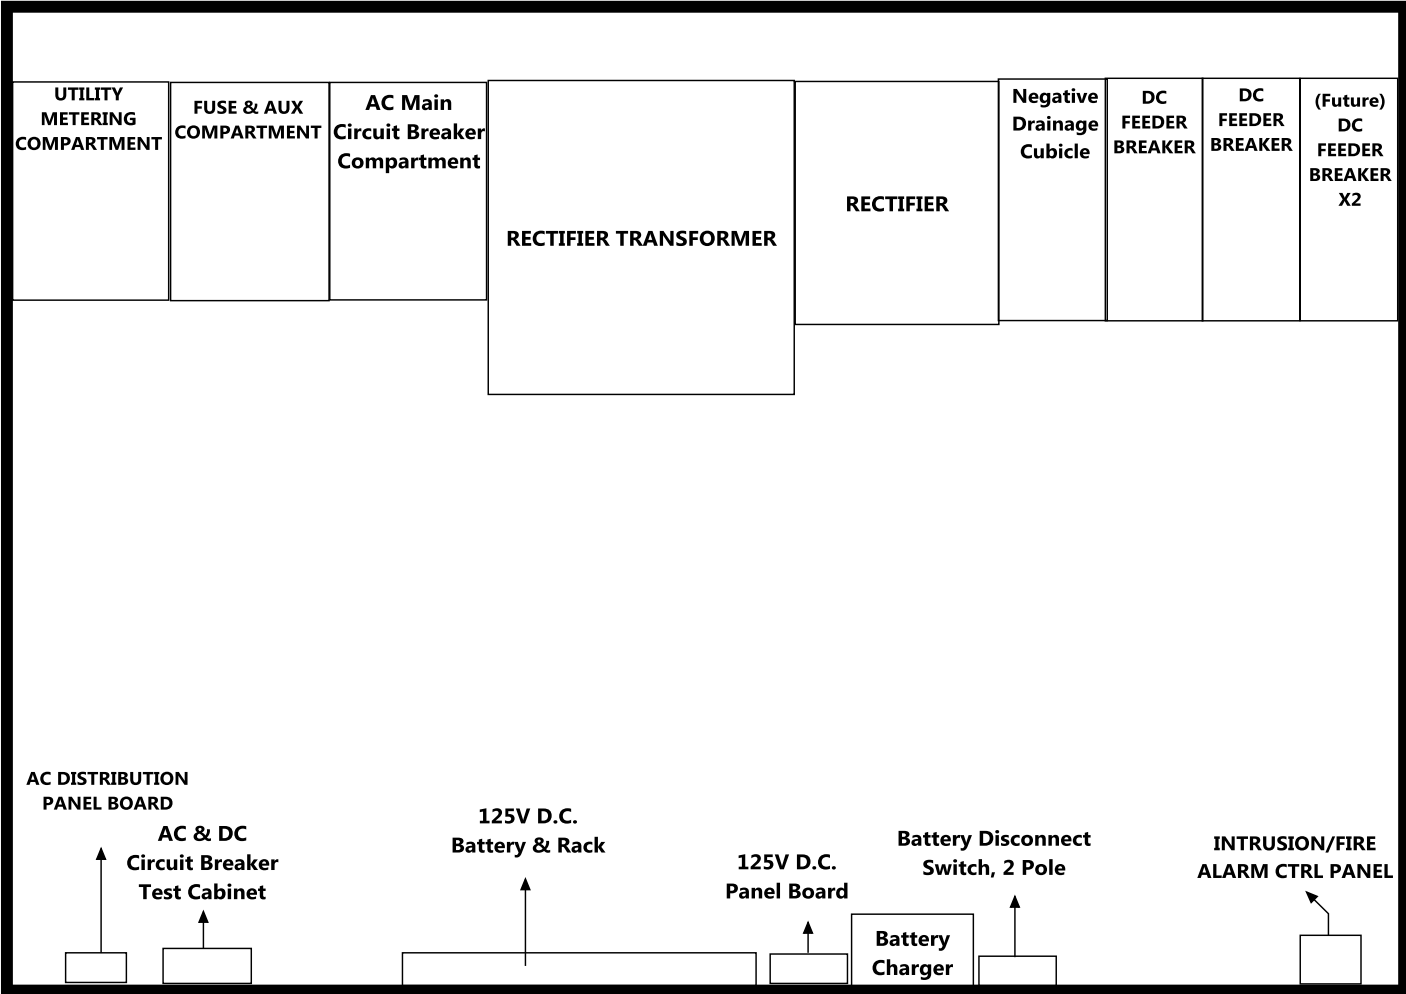 UTILITY
METERING
COMPARTMENT
FUSE & AUX
COMPARTMENT
AC Main
Circuit Breaker
Compartment
RECTIFIER TRANSFORMER
RECTIFIER
Negative
Drainage
Cubicle
DC
FEEDER
BREAKER
DC
FEEDER
BREAKER
(Future)
DC
FEEDER
BREAKER
X2
AC DISTRIBUTION
PANEL BOARD
AC & DC
Circuit Breaker
Test Cabinet
125V D.C.
Battery & Rack
125V D.C.
Panel Board
Battery
Charger
Battery Disconnect
Switch, 2 Pole
INTRUSION/FIRE
ALARM CTRL PANEL